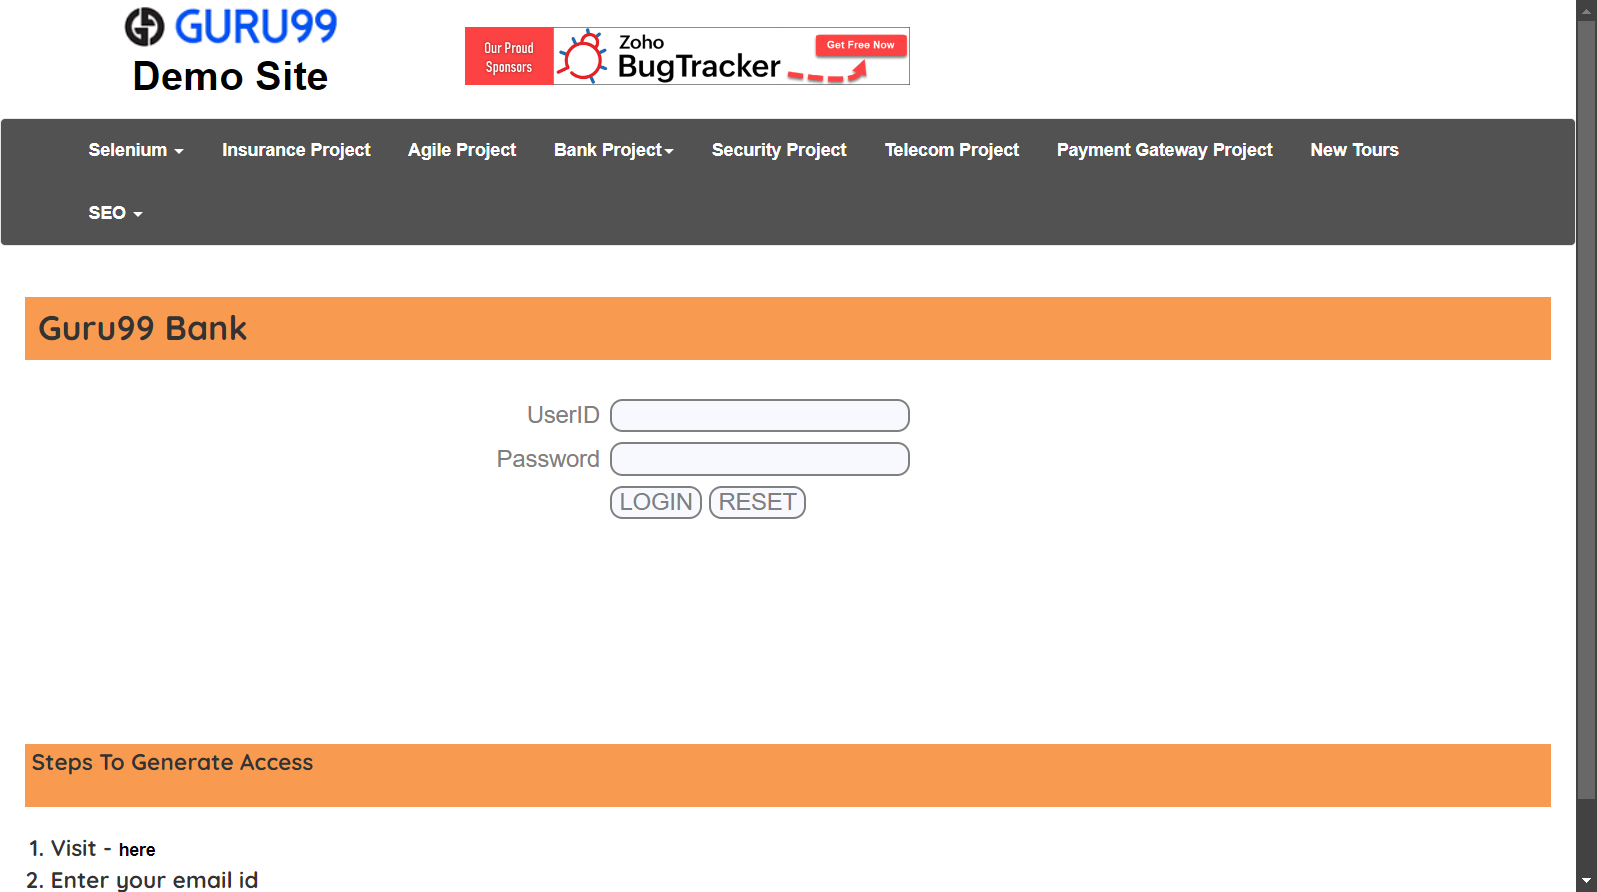 GURU99
Demo Site
Our Proud
Sponsors
Zoho
BugTracker
Get Free Now
Selenium
Insurance Project
Agile Project
Bank Project
Security Project
Telecom Project
Payment Gateway Project
New Tours
SEO
Guru99 Bank
UserID
Password
LOGIN RESET
Steps To Generate Access
1. Visit - here
2. Enter your email id